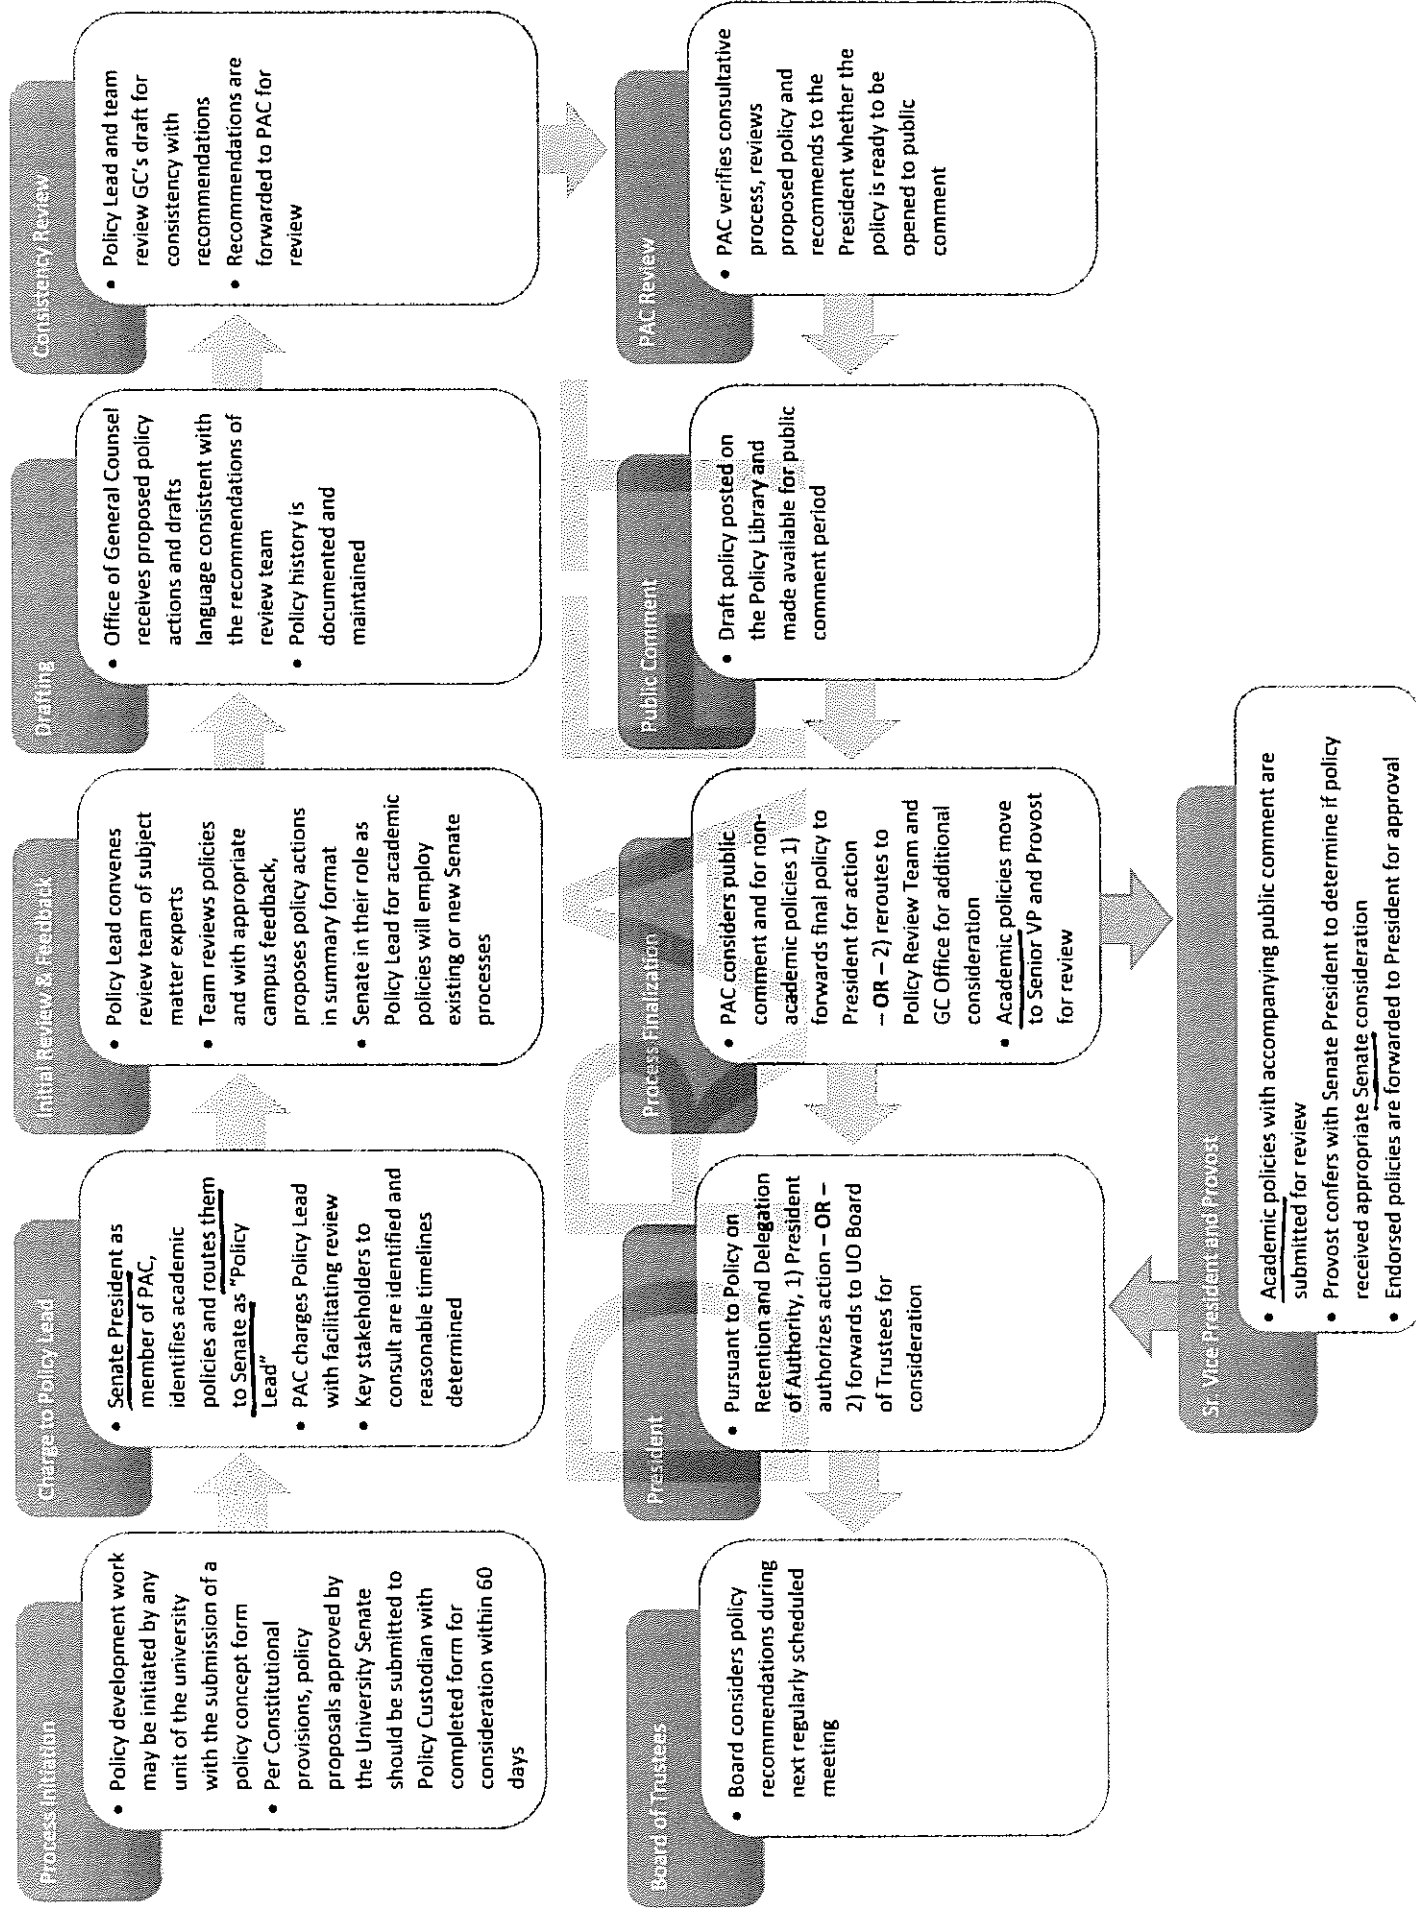 Process Initiation
• Policy development work
may be initiated by any
unit of the university
with the submission of a
policy concept form
• Per Constitutional
provisions, policy
proposals approved by
the University Senate
should be submitted to
Policy Custodian with
completed form for
consideration within 60
days
Charge to Policy Lead
• Senate President as
member of PAC,
identifies academic
policies and routes them
to Senate as "Policy
Lead"
• PAC charges Policy Lead
with facilitating review
• Key stakeholders to
consult are identified and
reasonable timelines
determined
Initial Review & Feedback
• Policy Lead convenes
review team of subject
matter experts
• Team reviews policies
and with appropriate
campus feedback,
proposes policy actions
in summary format
• Senate in their role as
Policy Lead for academic
policies will employ
existing or new Senate
processes
Drafting
• Office of General Counsel
receives proposed policy
actions and drafts
language consistent with
the recommendations of
review team
• Policy history is
documented and
maintained
Consistency Review
• Policy Lead and team
review GC's draft for
consistency with
recommendations
• Recommendations are
forwarded to PAC for
review
PAC Review
• PAC verifies consultative
process, reviews
proposed policy and
recommends to the
President whether the
policy is ready to be
opened to public
comment
Public Comment
• Draft policy posted on
the Policy Library and
made available for public
comment period
Process Finalization
• PAC considers public
comment and for non-
academic policies 1)
forwards final policy to
President for action
– OR – 2) reroutes to
Policy Review Team and
GC Office for additional
consideration
• Academic policies move
to Senior VP and Provost
for review
Sr. Vice President and Provost
• Academic policies with accompanying public comment are
submitted for review
• Provost confers with Senate President to determine if policy
received appropriate Senate consideration
• Endorsed policies are forwarded to President for approval
President
• Pursuant to Policy on
Retention and Delegation
of Authority, 1) President
authorizes action – OR –
2) forwards to UO Board
of Trustees for
consideration
Board of Trustees
• Board considers policy
recommendations during
next regularly scheduled
meeting
DRAFT